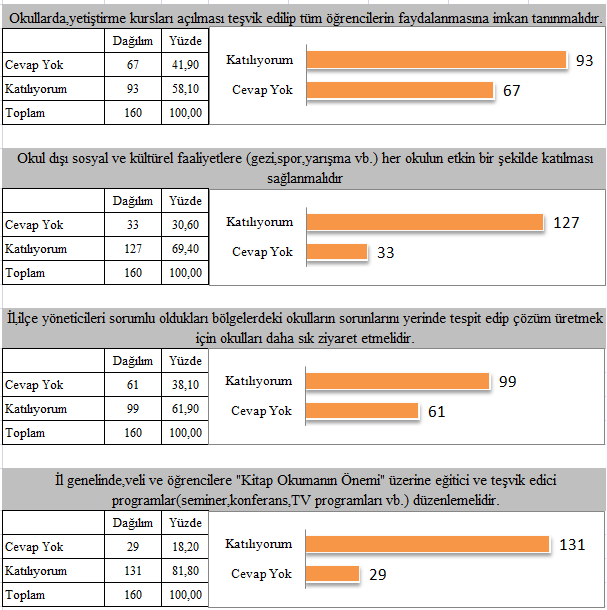 Okullarda,yetiştirme kursları açılması teşvik edilip tüm öğrencilerin faydalanmasına imkan tanınmalıdır.
Dağılım Yüzde
Cevap Yok 67 41,90
Katılıyorum 93 58,10
Toplam 160 100,00
Katılıyorum 93
Cevap Yok 67
Okul dışı sosyal ve kültürel faaliyetlere (gezi,spor,yarışma vb.) her okulun etkin bir şekilde katılması
sağlanmalıdır
Dağılım Yüzde
Cevap Yok 33 30,60
Katılıyorum 127 69,40
Toplam 160 100,00
Katılıyorum 127
Cevap Yok 33
İl,ilçe yöneticileri sorumlu oldukları bölgelerdeki okulların sorunlarını yerinde tespit edip çözüm üretmek
için okulları daha sık ziyaret etmelidir.
Dağılım Yüzde
Cevap Yok 61 38,10
Katılıyorum 99 61,90
Toplam 160 100,00
Katılıyorum 99
Cevap Yok 61
İl genelinde,veli ve öğrencilere "Kitap Okumanın Önemi" üzerine eğitici ve teşvik edici
programlar(seminer,konferans,TV programları vb.) düzenlemelidir.
Dağılım Yüzde
Cevap Yok 29 18,20
Katılıyorum 131 81,80
Toplam 160 100,00
Katılıyorum 131
Cevap Yok 29